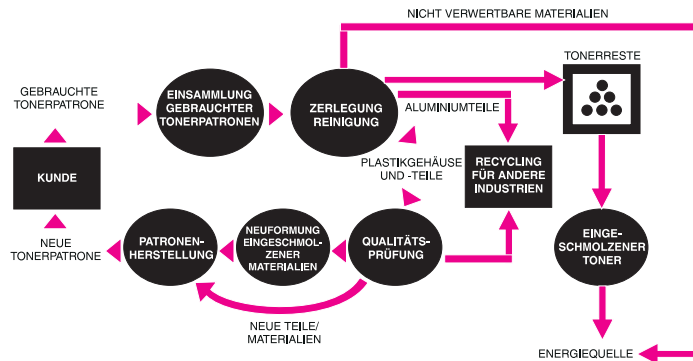 NICHT VERWERTBARE MATERIALIEN
TONERRESTE
GEBRAUCHTE
TONERPATRONE
EINSAMMLUNG
GEBRAUCHTER
TONERPATRONEN
ZERLEGUNG
REINIGUNG
ALUMINIUMTEILE
KUNDE
PLASTIKGEHÄUSE
UND -TEILE
RECYCLING
FÜR ANDERE
INDUSTRIEN
NEUE
TONERPATRONE
PATRONEN-
HERSTELLUNG
NEUFORMUNG
EINGESCHMOL-
ZENER
MATERIALIEN
QUALITÄTS-
PRÜFUNG
EINGE-
SCHMOLZENER
TONER
NEUE TEILE/
MATERIALIEN
ENERGIEQUELLE